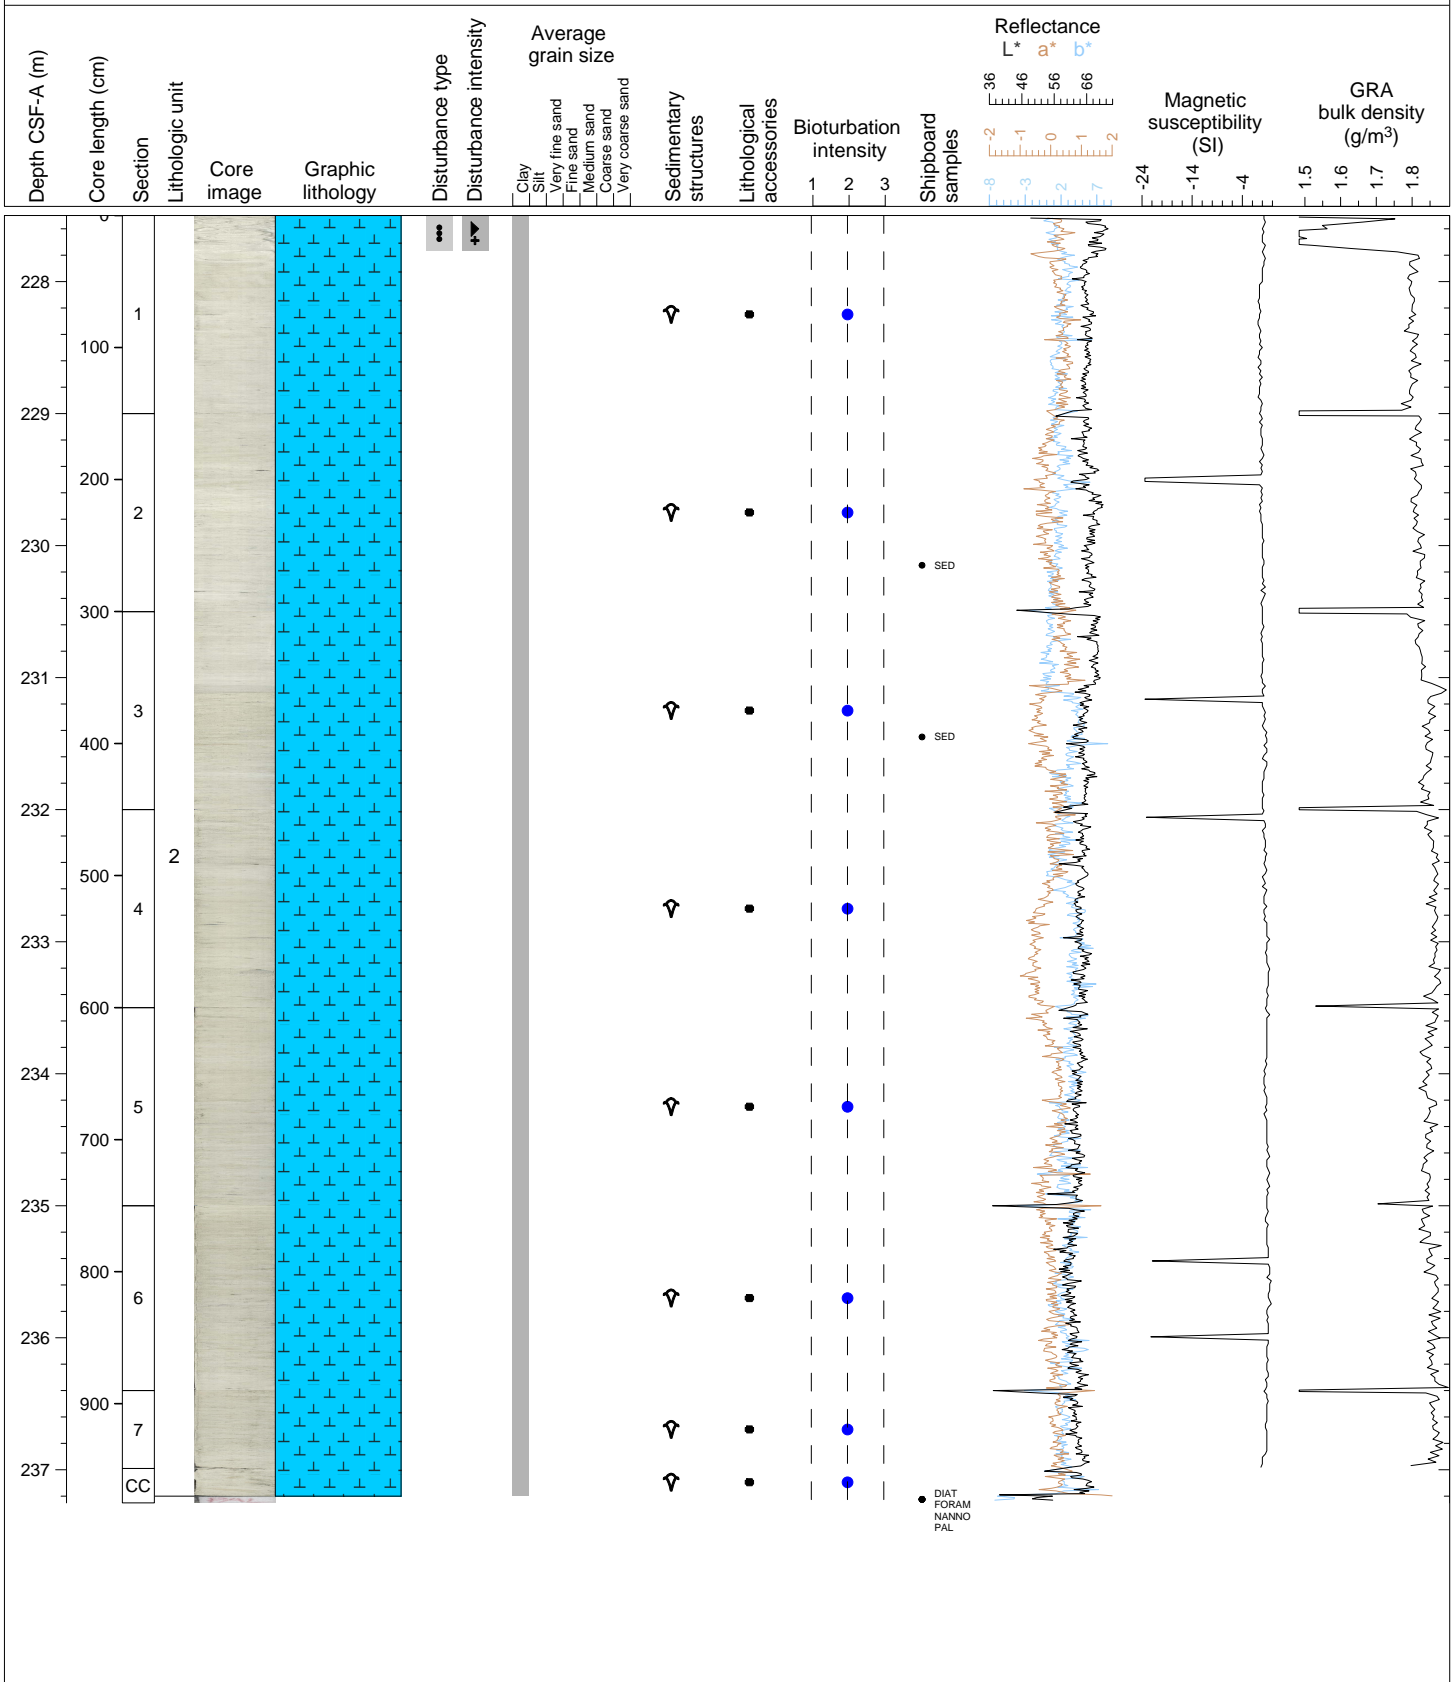 Depth CSF-A (m)
Core length (cm)
Section
Lithologic unit
Core
image
Graphic
lithology
Disturbance type
Disturbance intensity
Average
grain size
Clay
Silt
Very fine sand
Fine sand
Medium sand
Coarse sand
Very coarse sand
Sedimentary
structures
Lithological
accessories
Bioturbation
intensity
1 2 3
Shipboard
samples
Reflectance
L* a* b*
36 46 56 66
-2 -1 0 1 2
-8 -3 2 7
Magnetic
susceptibility
(SI)
-24 -14 -4
GRA
bulk density
(g/m³)
1.5 1.6 1.7 1.8
0
228
1
100
229
200
2
230
SED
300
231
3
400
SED
232
2
500
4
233
600
234
5
700
235
800
6
236
900
7
237
CC
DIAT
FORAM
NANNO
PAL